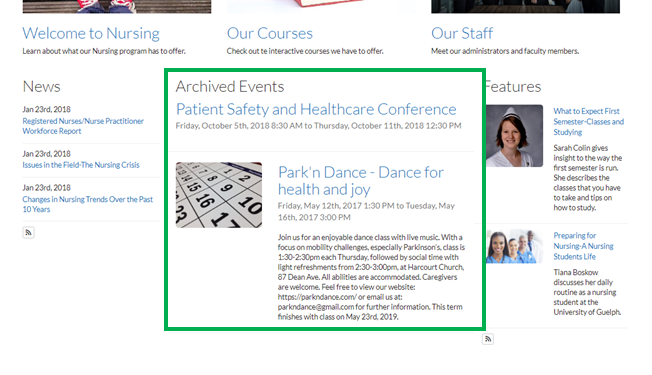 Welcome to Nursing
Learn about what our Nursing program has to offer.
Our Courses
Check out te interactive courses we have to offer.
Our Staff
Meet our administrators and faculty members.
News
Jan 23rd, 2018
Registered Nurses/Nurse Practitioner
Workforce Report
Jan 23rd, 2018
Issues in the Field-The Nursing Crisis
Jan 23rd, 2018
Changes in Nursing Trends Over the Past
10 Years
Archived Events
Patient Safety and Healthcare Conference
Friday, October 5th, 2018 8:30 AM to Thursday, October 11th, 2018 12:30 PM
Park'n Dance - Dance for
health and joy
Friday, May 12th, 2017 1:30 PM to Tuesday, May
16th, 2017 3:00 PM
Join us for an enjoyable dance class with live music. With a
focus on mobility challenges, especially Parkinson's, class is
1:30-2:30pm each Thursday, followed by social time with
light refreshments from 2:30-3:00pm, at Harcourt Church,
87 Dean Ave. All abilities are accommodated. Caregivers
are welcome. Feel free to view our website:
https://parkndance.com/ or email us at:
parkndance@gmail.com for further information. This term
finishes with class on May 23rd, 2019.
Features
What to Expect First
Semester-Classes and
Studying
Sarah Colin gives
insight to the way the
first semester is run.
She describes the
classes that you have
to take and tips on
how to study.
Preparing for
Nursing-A Nursing
Students Life
Tiana Boskow
discusses her daily
routine as a nursing
student at the
University of Guelph.